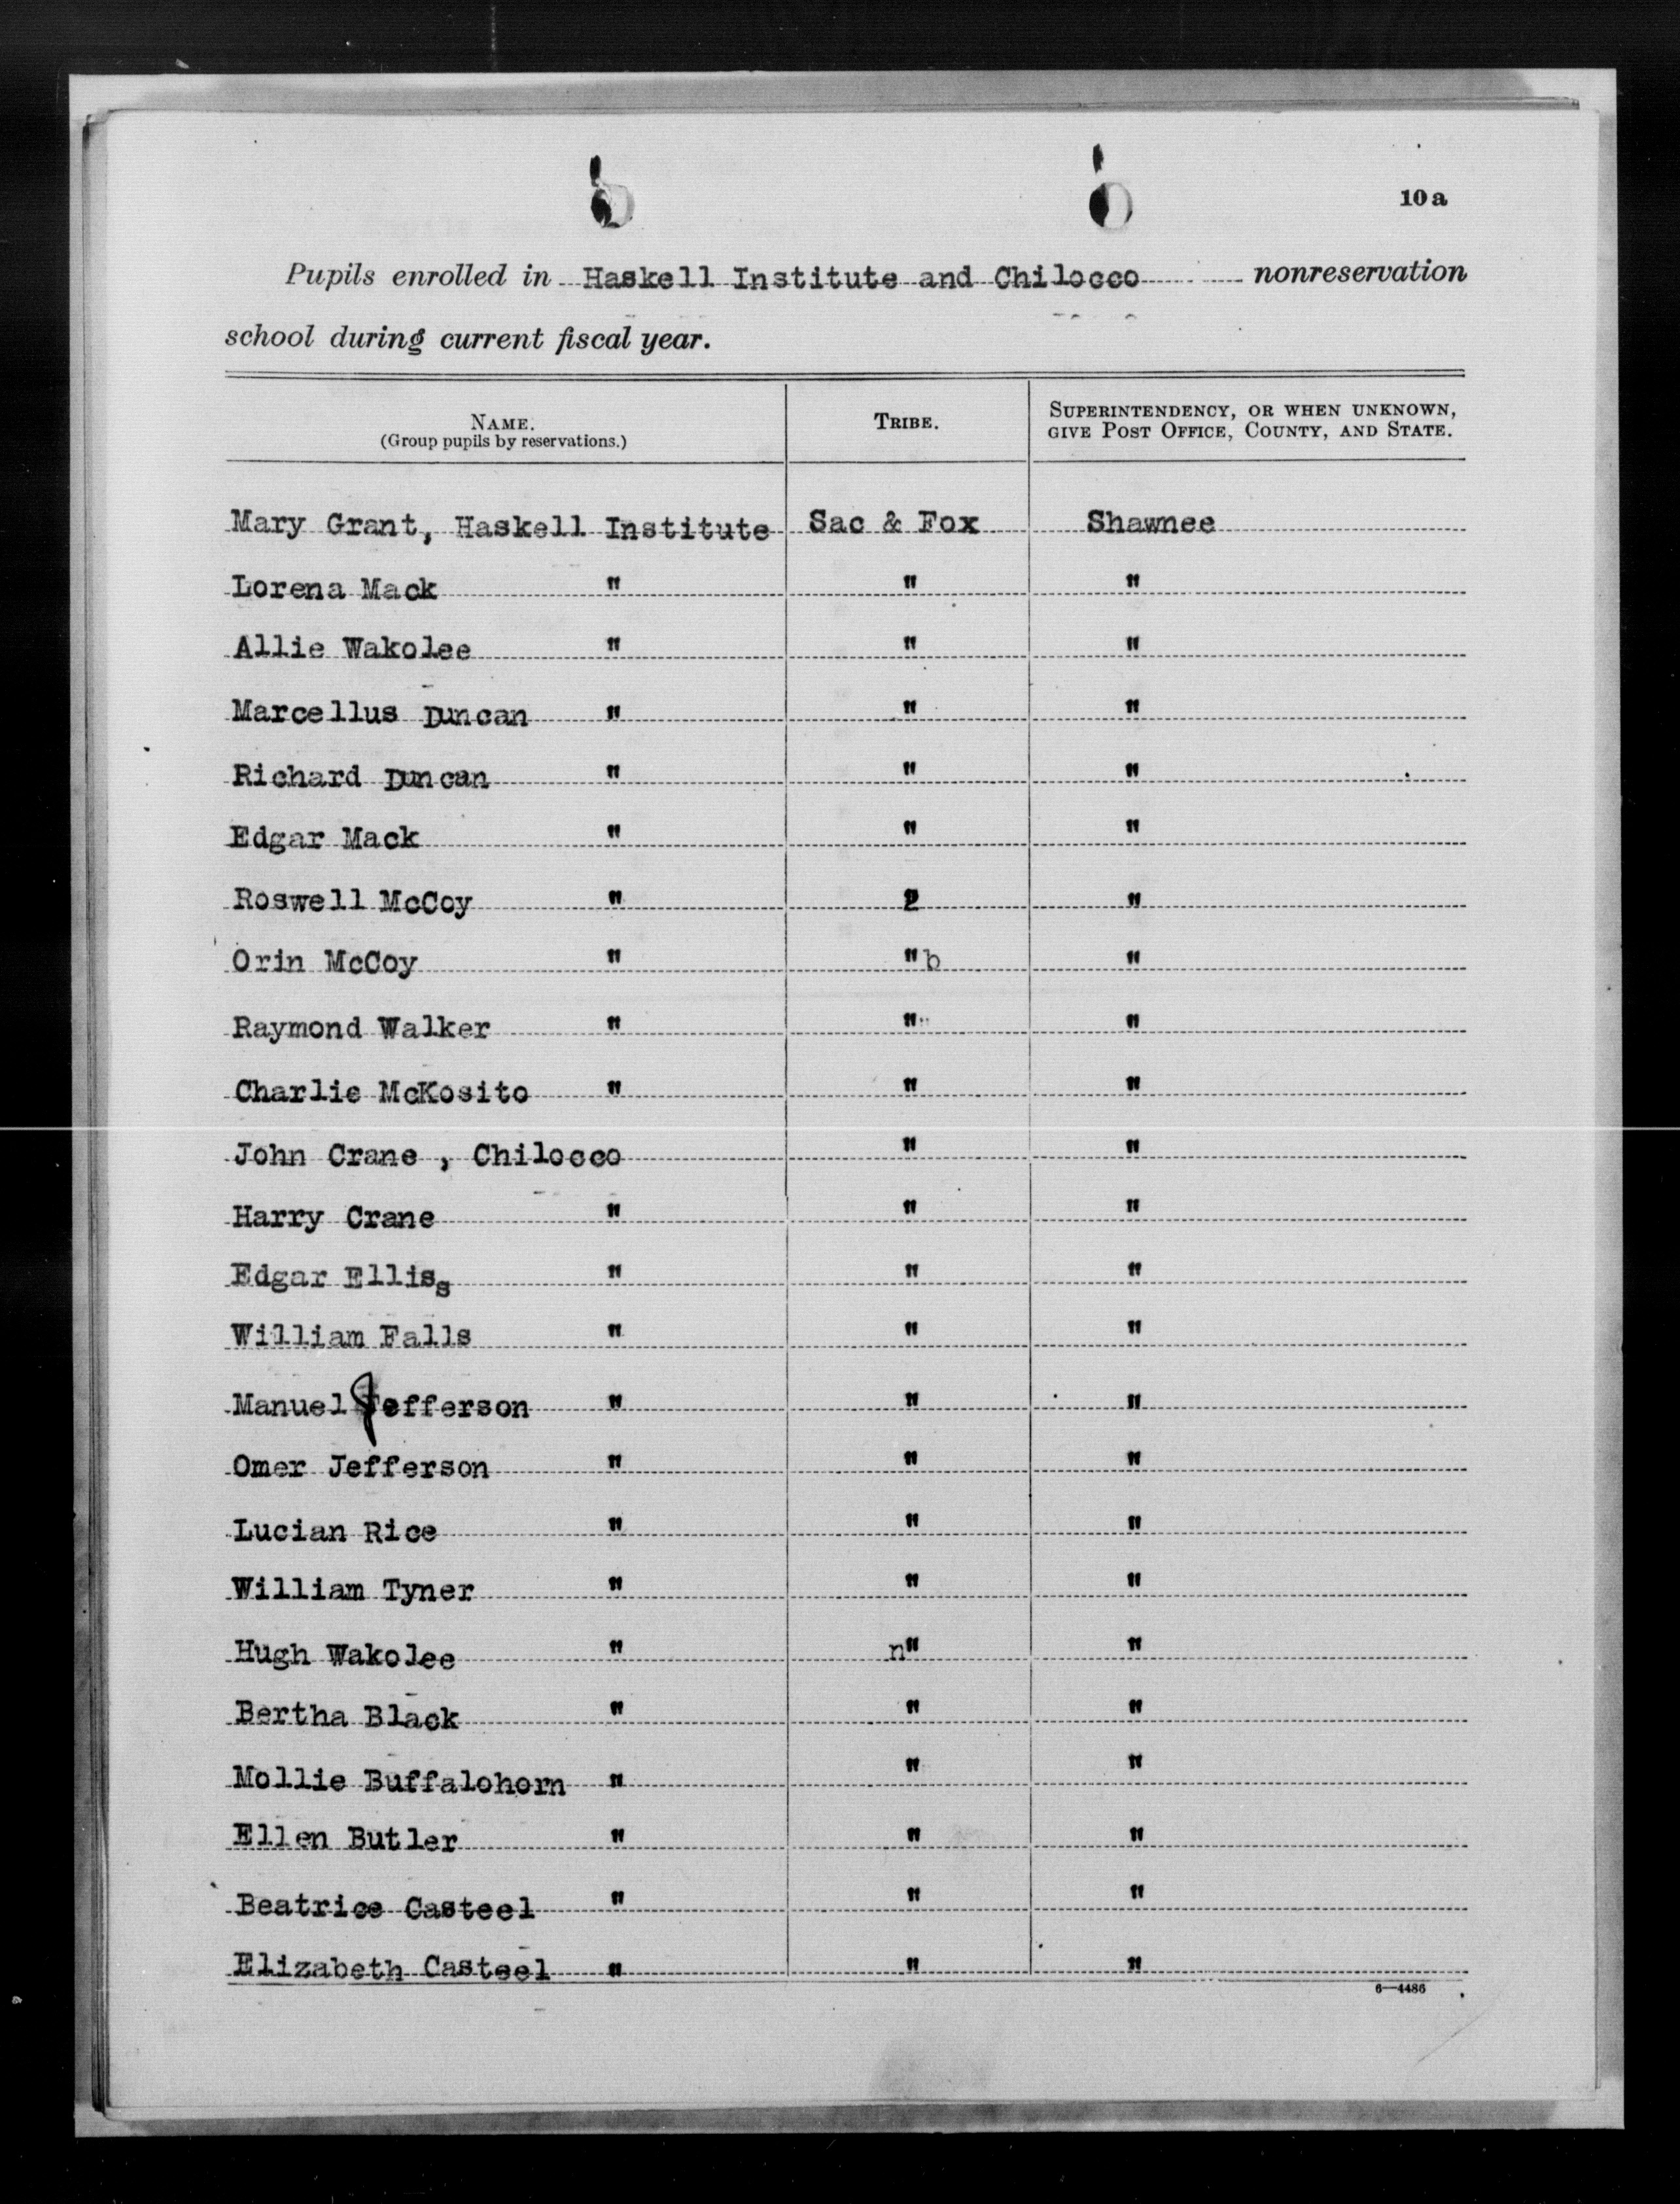 10a
Pupils enrolled in Haskell Institute and Chilocco nonreservation
school during current fiscal year.
NAME. TRIBE. SUPERINTENDENCY, OR WHEN UNKNOWN,
(Group pupils by reservations.) GIVE POST OFFICE, COUNTY, AND STATE.
Mary Grant, Haskell Institute Sac & Fox Shawnee
Lorena Mack " " "
Allie Wakolee " " "
Marcellus Duncan " " "
Richard Duncan " " "
Edgar Mack " " "
Roswell McCoy " 2 "
Orin McCoy " "b "
Raymond Walker " " "
Charlie McKosito " " "
John Crane , Chilocco " "
Harry Crane " " "
Edgar Elliss " " "
William Falls " " "
Manuel Jefferson " " "
Omer Jefferson " " "
Lucian Rice " " "
William Tyner " " "
Hugh Wakolee " n" "
Bertha Black " " "
Mollie Buffalohorn " " "
Ellen Butler " " "
Beatrice Casteel " " "
Elizabeth Casteel " " "
6—4486